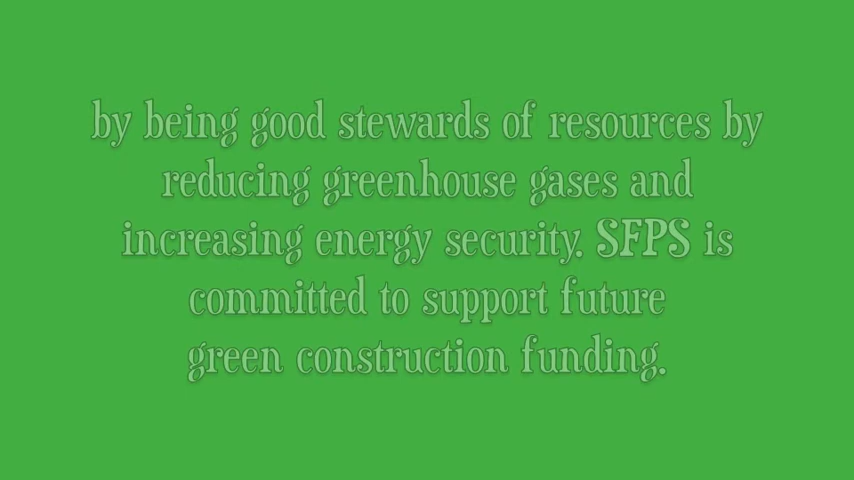 by being good stewards of resources by
reducing greenhouse gases and
increasing energy security. SFPS is
committed to support future
green construction funding.